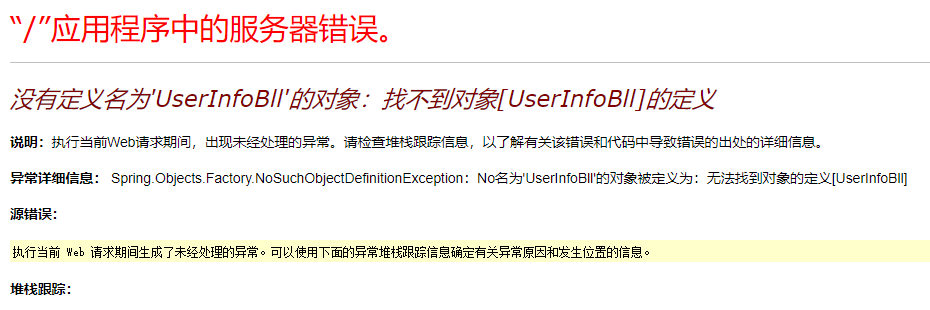 “/”应用程序中的服务器错误。
没有定义名为'UserInfoBll'的对象：找不到对象[UserInfoBll]的定义
说明：执行当前Web请求期间，出现未经处理的异常。请检查堆栈跟踪信息，以了解有关该错误和代码中导致错误的出处的详细信息。
异常详细信息： Spring.Objects.Factory.NoSuchObjectDefinitionException：No名为'UserInfoBll'的对象被定义为：无法找到对象的定义[UserInfoBll]
源错误：
执行当前 Web 请求期间生成了未经处理的异常。可以使用下面的异常堆栈跟踪信息确定有关异常原因和发生位置的信息。
堆栈跟踪：